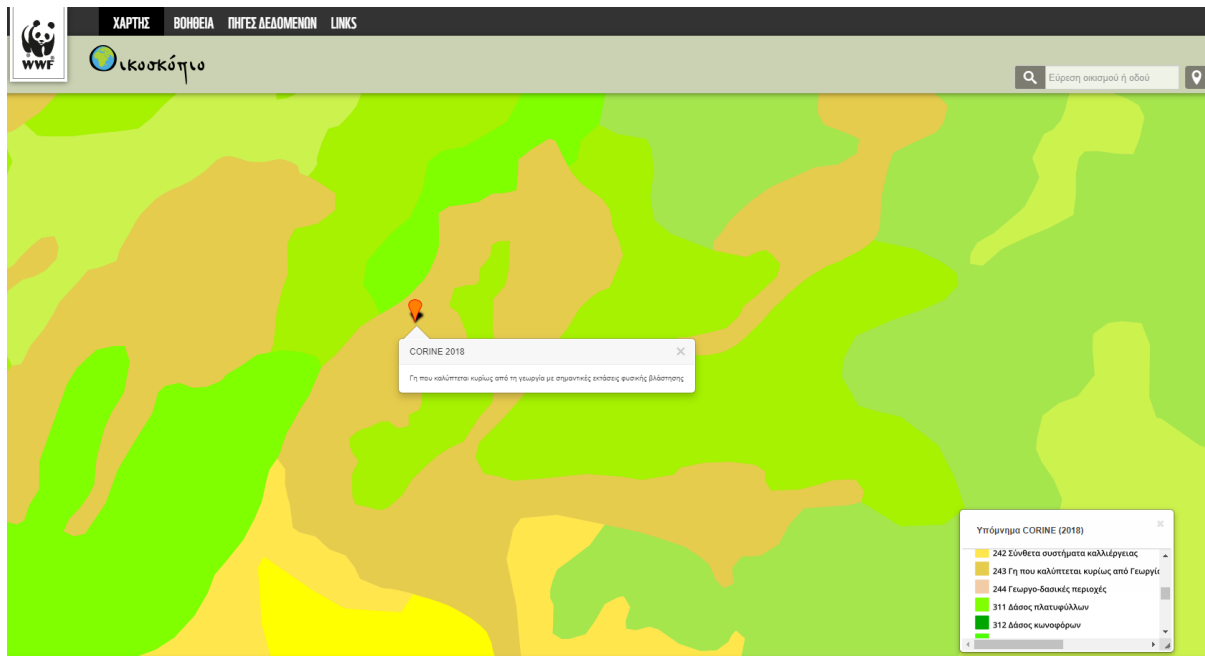 ΧΑΡΤΗΣ ΒΟΗΘΕΙΑ ΠΗΓΕΣ ΔΕΔΟΜΕΝΩΝ LINKS
WWF
Οικοσκόπιο
Εύρεση οικισμού ή οδού
CORINE 2018
Γη που καλύπτεται κυρίως από τη γεωργία με σημαντικές εκτάσεις φυσικής βλάστησης
Υπόμνημα CORINE (2018)
242 Σύνθετα συστήματα καλλιέργειας
243 Γη που καλύπτεται κυρίως από Γεωργία
244 Γεωργο-δασικές περιοχές
311 Δάσος πλατυφύλλων
312 Δάσος κωνοφόρων